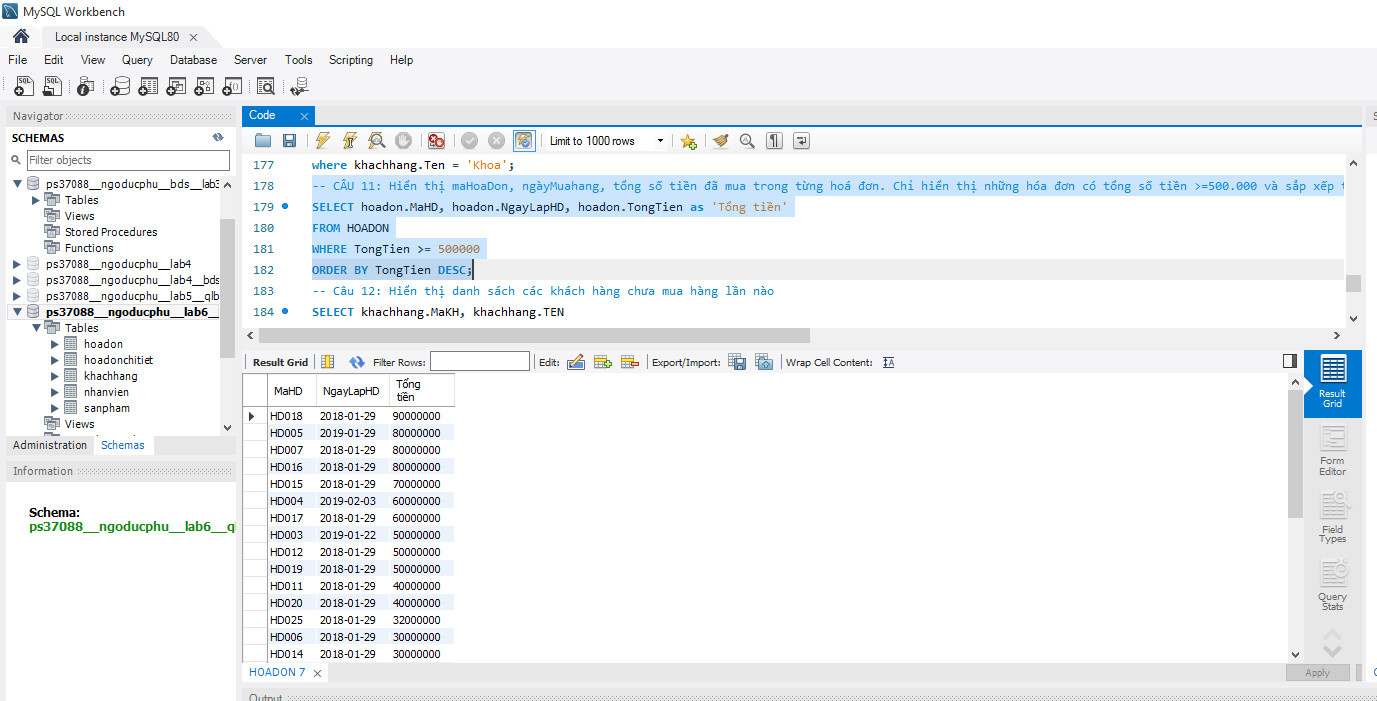 MySQL Workbench
Local instance MySQL80
File Edit View Query Database Server Tools Scripting Help
Navigator
SCHEMAS
Filter objects
ps37088__ngoducphu__bds__lab3
Tables
Views
Stored Procedures
Functions
ps37088__ngoducphu__lab4
ps37088__ngoducphu__lab4__bds
ps37088__ngoducphu__lab5__qlb
ps37088__ngoducphu__lab6__
Tables
hoadon
hoadonchitiet
khachhang
nhanvien
sanpham
Views
Administration Schemas
Information
Schema:
ps37088__ngoducphu__lab6__q
Code
Limit to 1000 rows
177 where khachhang.Ten = 'Khoa';
178 -- CÂU 11: Hiển thị maHoaDon, ngàyMuahang, tổng số tiền đã mua trong từng hoá đơn. Chỉ hiển thị những hóa đơn có tổng số tiền >=500.000 và sắp xếp
179 SELECT hoadon.MaHD, hoadon.NgayLapHD, hoadon.TongTien as 'Tổng tiền'
180 FROM HOADON
181 WHERE TongTien >= 500000
182 ORDER BY TongTien DESC;
183 -- Câu 12: Hiển thị danh sách các khách hàng chưa mua hàng lần nào
184 SELECT khachhang.MaKH, khachhang.TEN
Result Grid Filter Rows: Edit: Export/Import: Wrap Cell Content:
MaHD NgayLapHD Tổng tiền
HD018 2018-01-29 90000000
HD005 2019-01-29 80000000
HD007 2018-01-29 80000000
HD016 2018-01-29 80000000
HD015 2018-01-29 70000000
HD004 2019-02-03 60000000
HD017 2018-01-29 60000000
HD003 2019-01-22 50000000
HD012 2018-01-29 50000000
HD019 2018-01-29 50000000
HD011 2018-01-29 40000000
HD020 2018-01-29 40000000
HD025 2018-01-29 32000000
HD006 2018-01-29 30000000
HD014 2018-01-29 30000000
Result Grid
Form Editor
Field Types
Query Stats
HOADON 7
Apply
Output